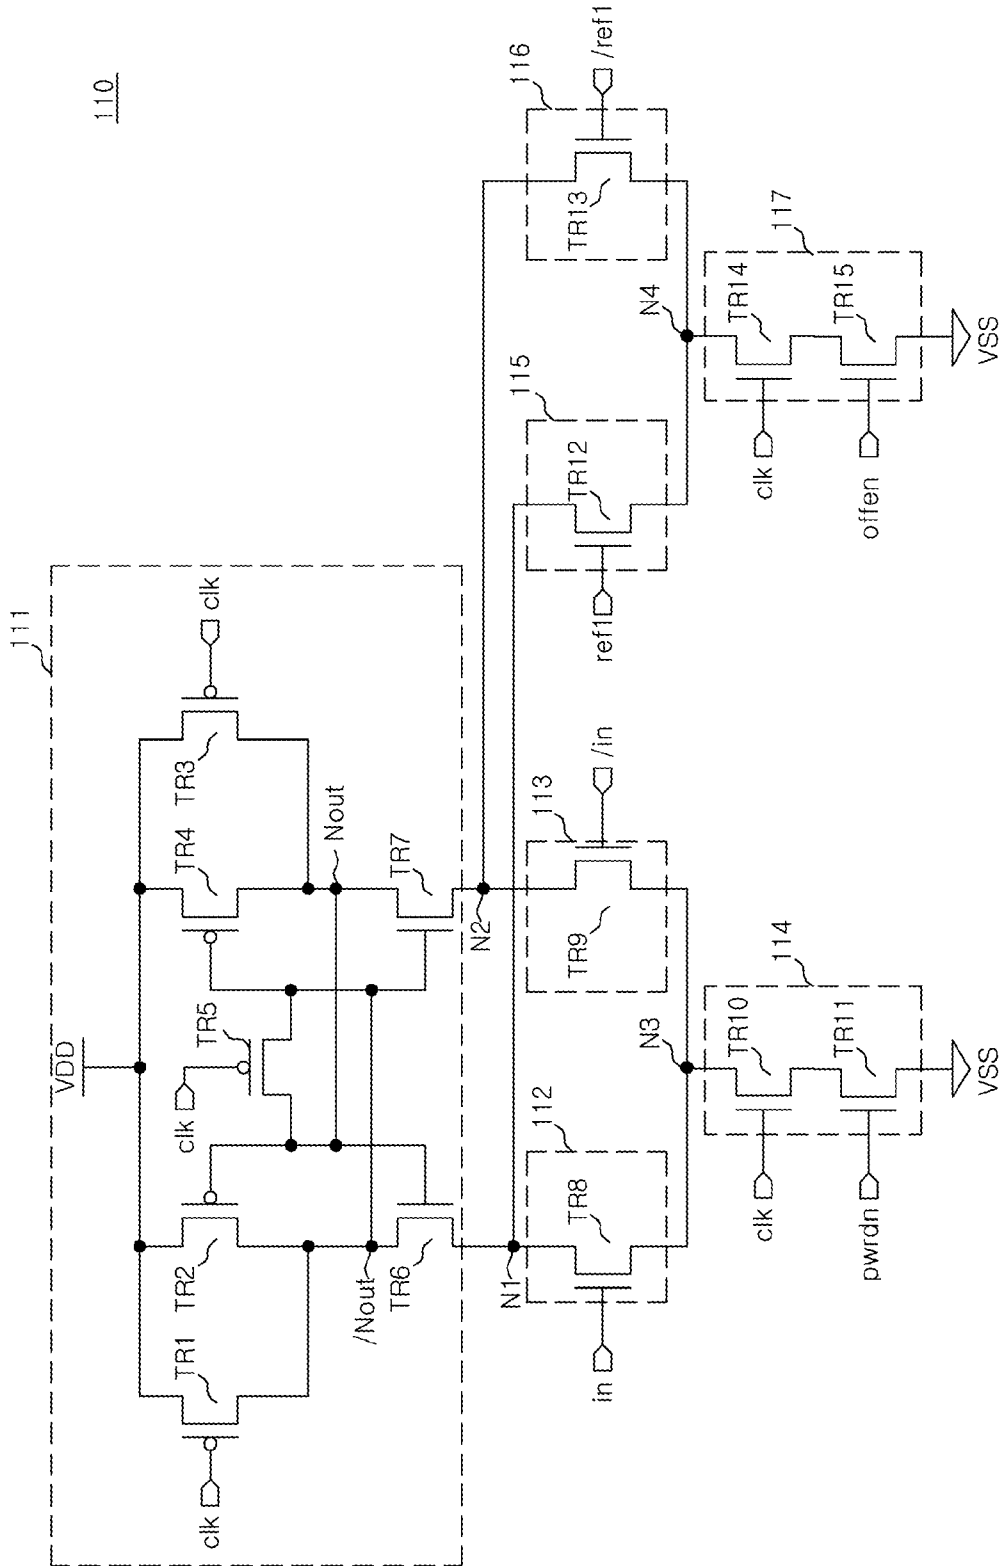 110
111
VDD
clk
TR1
TR2
clk
TR5
TR4
TR3
clk
/Nout
Nout
TR6
TR7
N1
N2
112
in
TR8
113
TR9
/in
115
ref1
TR12
116
TR13
/ref1
N3
N4
114
clk
TR10
pwrdn
TR11
VSS
117
clk
TR14
offen
TR15
VSS